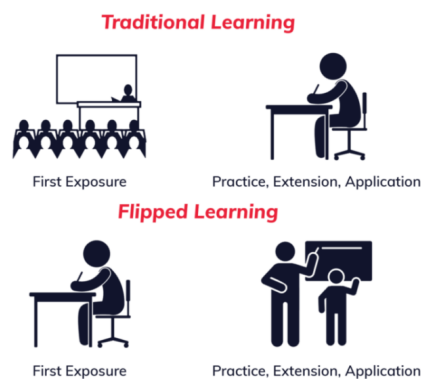 Traditional Learning
First Exposure
Practice, Extension, Application
Flipped Learning
First Exposure
Practice, Extension, Application